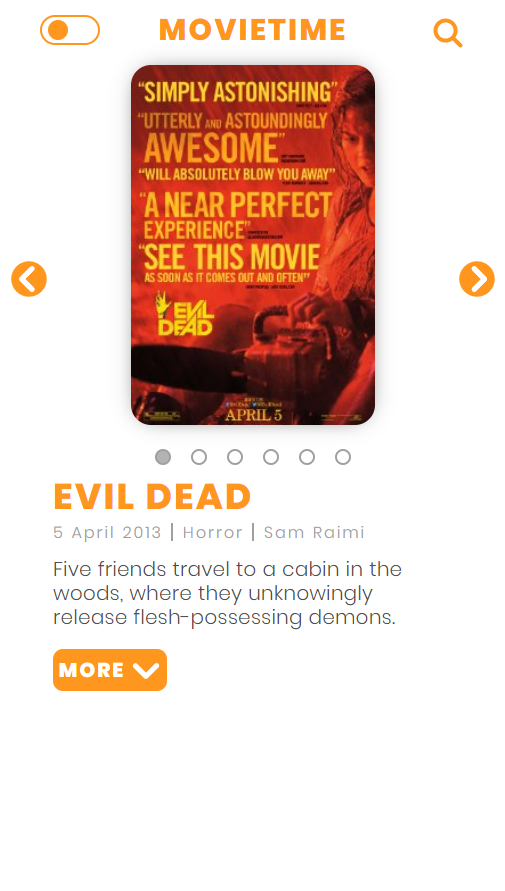 MOVIETIME
“SIMPLY ASTONISHING”
“UTTERLY AND ASTOUNDINGLY
AWESOME”
“WILL ABSOLUTELY BLOW YOU AWAY”
“A NEAR PERFECT
EXPERIENCE”
“SEE THIS MOVIE
AS SOON AS IT COMES OUT AND OFTEN”
EVIL
DEAD
APRIL 5
EVIL DEAD
5 April 2013 | Horror | Sam Raimi
Five friends travel to a cabin in the
woods, where they unknowingly
release flesh-possessing demons.
MORE